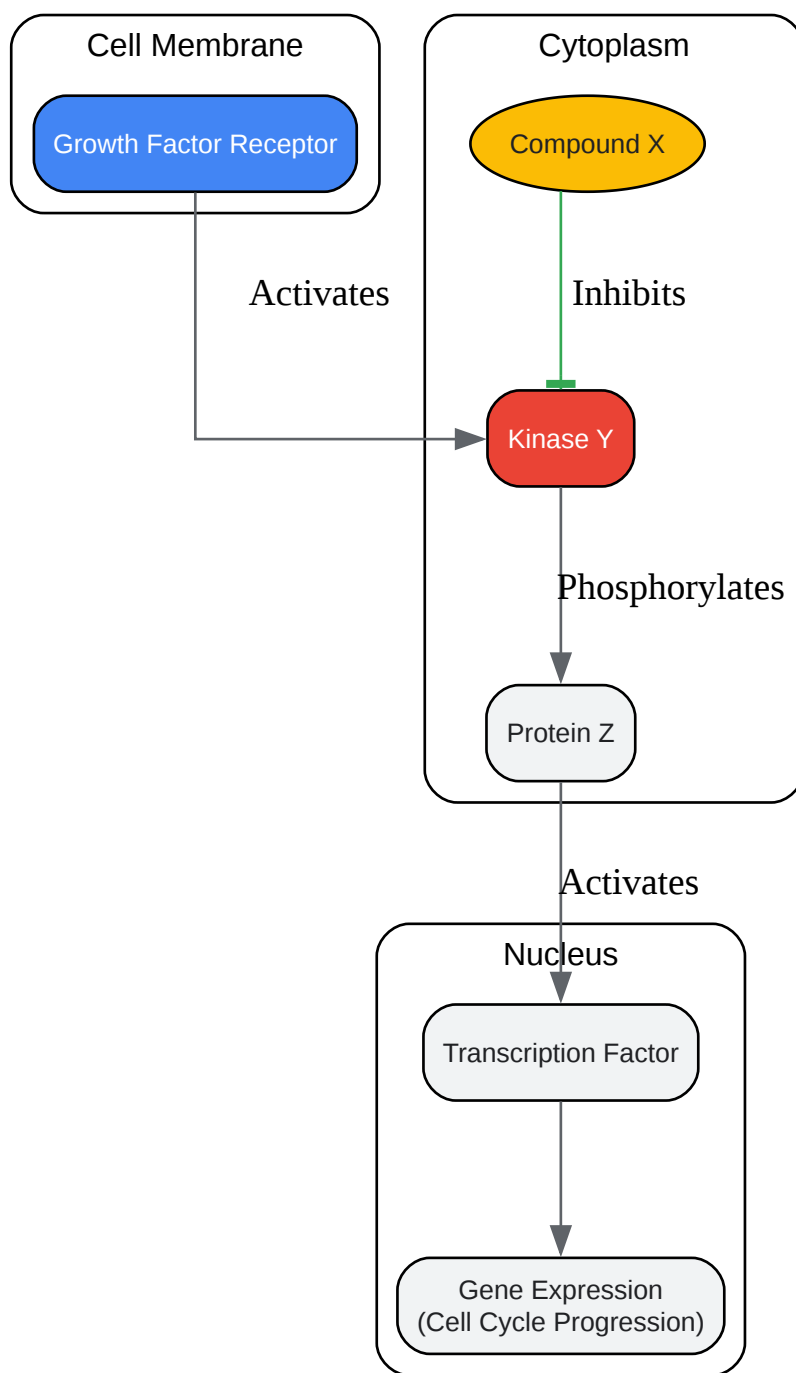 Cell Membrane
Cytoplasm
Growth Factor Receptor
Compound X
Activates
Inhibits
Kinase Y
Phosphorylates
Protein Z
Activates
Nucleus
Transcription Factor
Gene Expression
(Cell Cycle Progression)